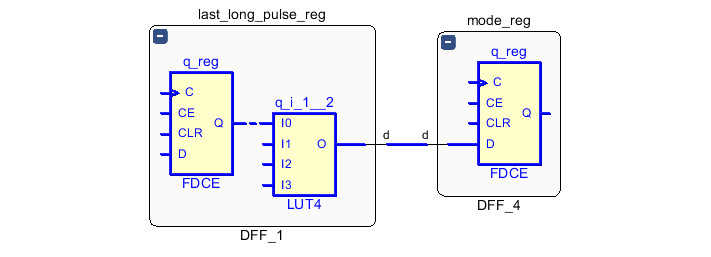 last_long_pulse_reg
q_reg
C
CE
CLR
D
Q
FDCE
q_i_1__2
I0
I1
I2
I3
O
LUT4
DFF_1
d
d
mode_reg
q_reg
C
CE
CLR
D
Q
FDCE
DFF_4